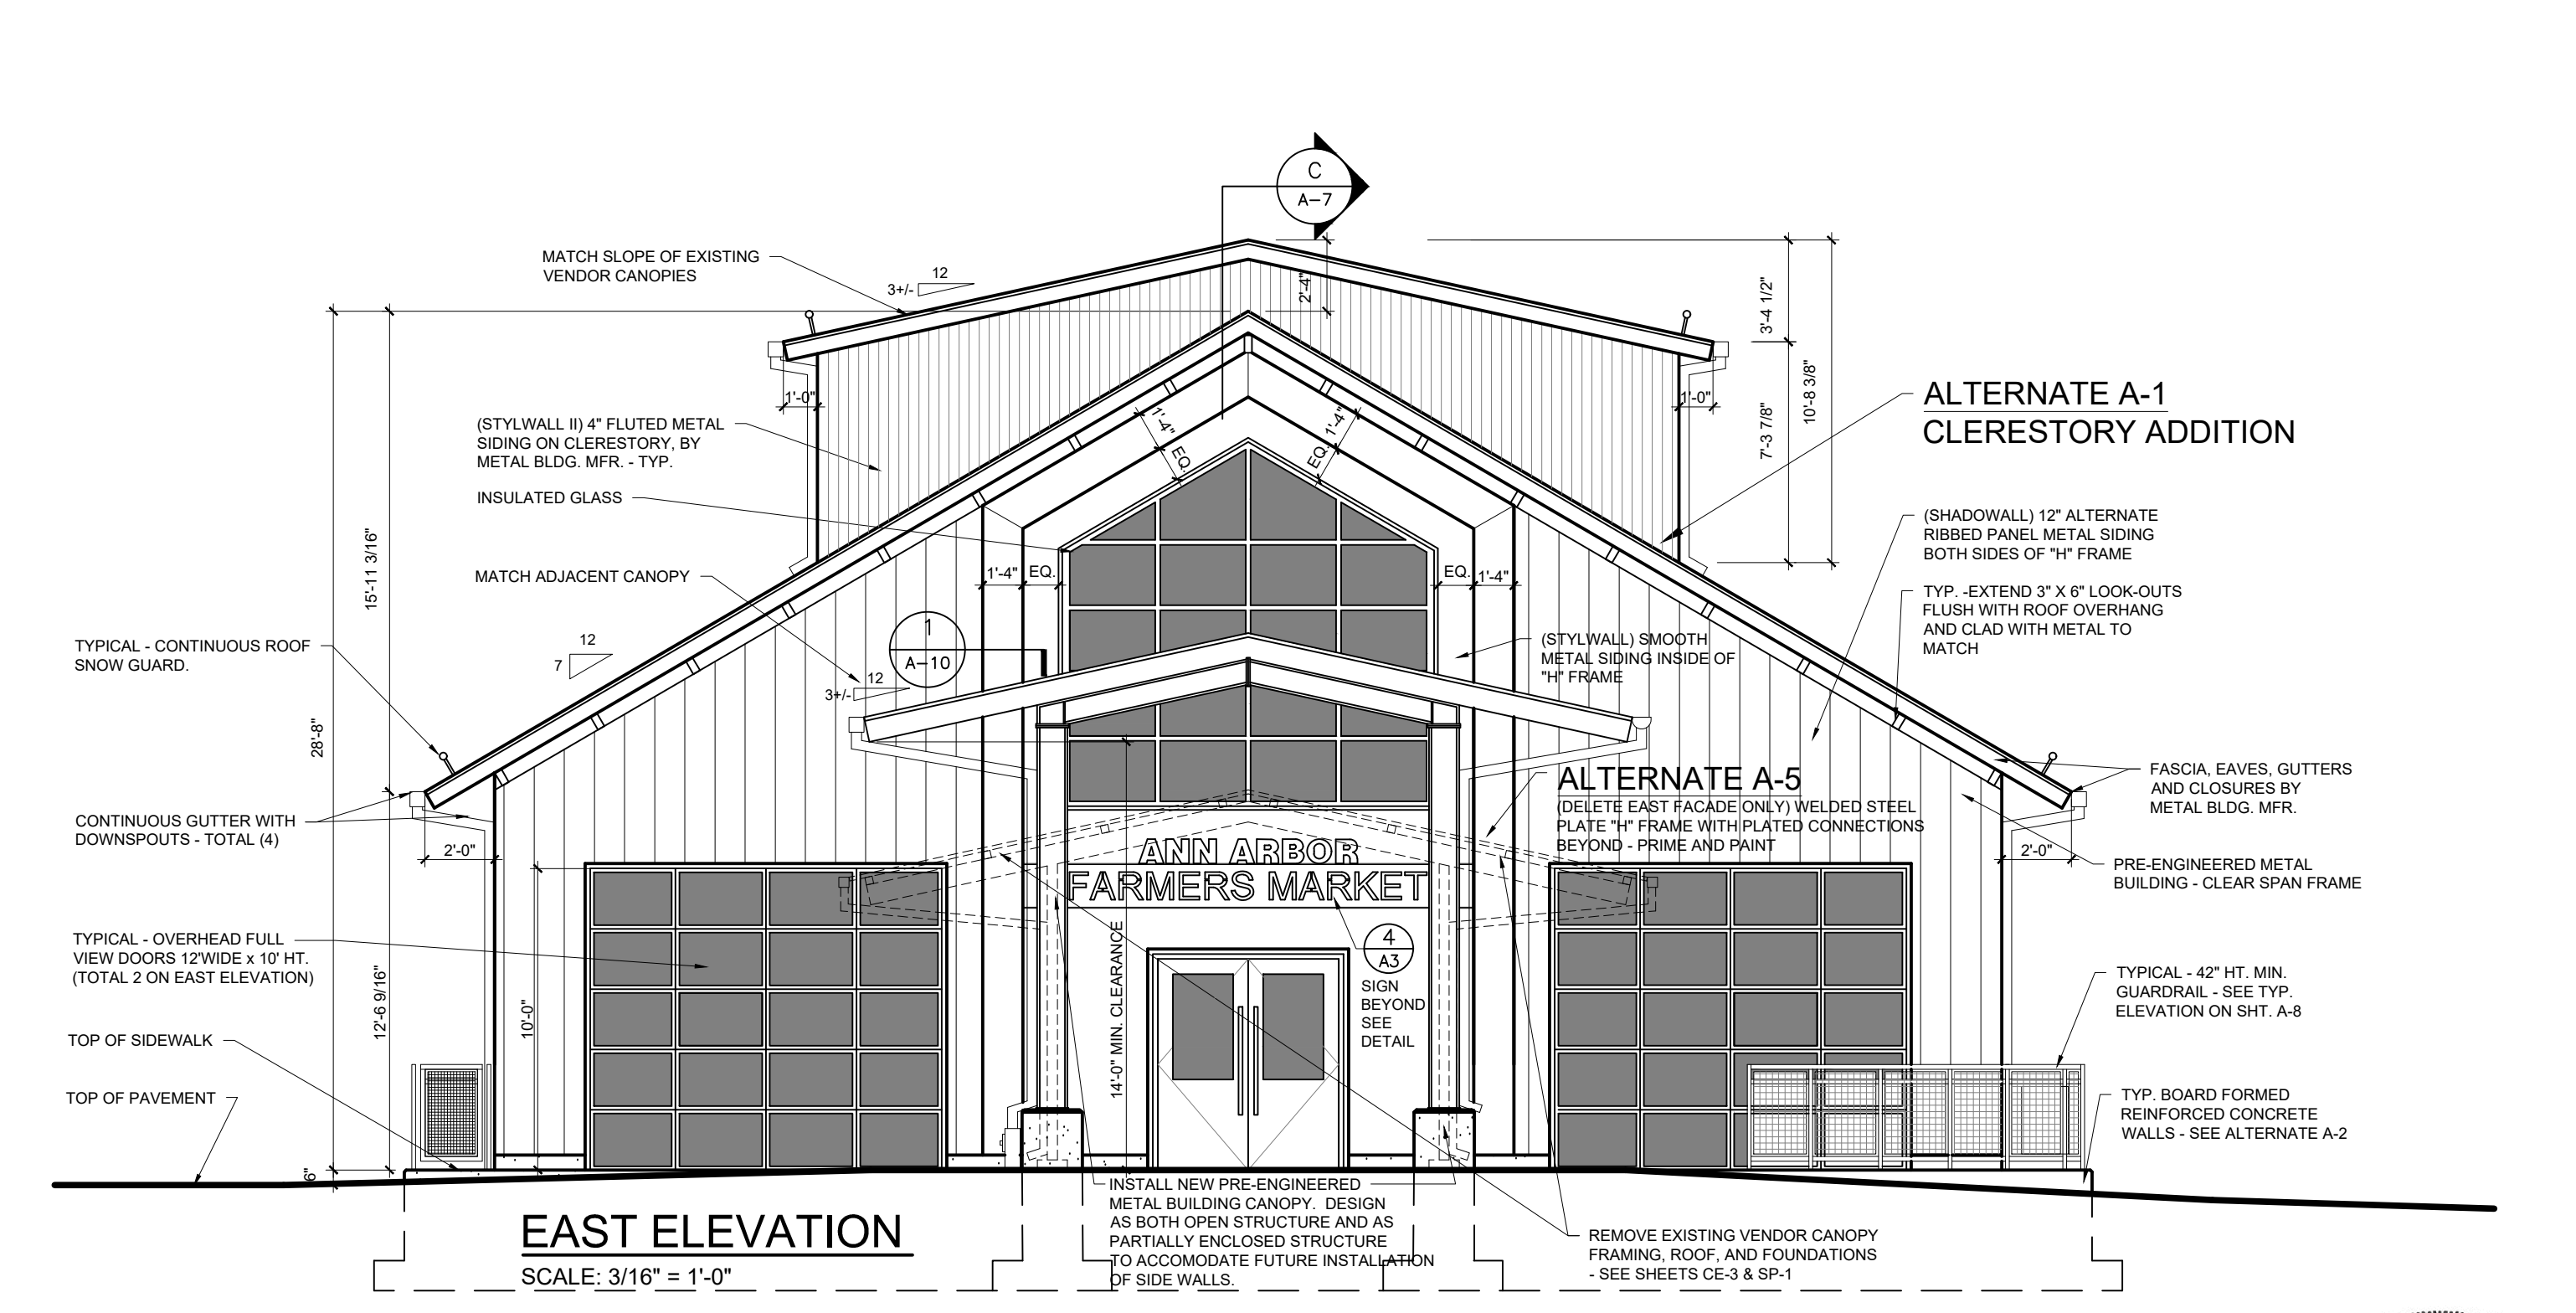 C
A-7
MATCH SLOPE OF EXISTING
VENDOR CANOPIES
12
3+/-
2'-4"
3'-4 1/2"
10'-8 3/8"
7'-3 7/8"
1'-0"
1'-0"
ALTERNATE A-1
CLERESTORY ADDITION
(STYLWALL II) 4" FLUTED METAL
SIDING ON CLERESTORY, BY
METAL BLDG. MFR. - TYP.
1'-4"
EQ.
EQ.
1'-4"
INSULATED GLASS
(SHADOWALL) 12" ALTERNATE
RIBBED PANEL METAL SIDING
BOTH SIDES OF "H" FRAME
15'-11 3/16"
MATCH ADJACENT CANOPY
1'-4"
EQ.
EQ.
1'-4"
TYP. -EXTEND 3" X 6" LOOK-OUTS
FLUSH WITH ROOF OVERHANG
AND CLAD WITH METAL TO
MATCH
1
A-10
TYPICAL - CONTINUOUS ROOF
SNOW GUARD.
12
7
(STYLWALL) SMOOTH
METAL SIDING INSIDE OF
"H" FRAME
12
3+/-
28'-8"
ALTERNATE A-5
(DELETE EAST FACADE ONLY) WELDED STEEL
PLATE "H" FRAME WITH PLATED CONNECTIONS
BEYOND - PRIME AND PAINT
FASCIA, EAVES, GUTTERS
AND CLOSURES BY
METAL BLDG. MFR.
CONTINUOUS GUTTER WITH
DOWNSPOUTS - TOTAL (4)
2'-0"
2'-0"
ANN ARBOR
FARMERS MARKET
PRE-ENGINEERED METAL
BUILDING - CLEAR SPAN FRAME
TYPICAL - OVERHEAD FULL
VIEW DOORS 12'WIDE x 10' HT.
(TOTAL 2 ON EAST ELEVATION)
12'-6 9/16"
10'-0"
14'-0" MIN. CLEARANCE
4
A3
SIGN
BEYOND
SEE
DETAIL
TYPICAL - 42" HT. MIN.
GUARDRAIL - SEE TYP.
ELEVATION ON SHT. A-8
TOP OF SIDEWALK
TOP OF PAVEMENT
TYP. BOARD FORMED
REINFORCED CONCRETE
WALLS - SEE ALTERNATE A-2
6"
INSTALL NEW PRE-ENGINEERED
METAL BUILDING CANOPY. DESIGN
AS BOTH OPEN STRUCTURE AND AS
PARTIALLY ENCLOSED STRUCTURE
TO ACCOMODATE FUTURE INSTALLATION
OF SIDE WALLS.
REMOVE EXISTING VENDOR CANOPY
FRAMING, ROOF, AND FOUNDATIONS
- SEE SHEETS CE-3 & SP-1
EAST ELEVATION
SCALE: 3/16" = 1'-0"